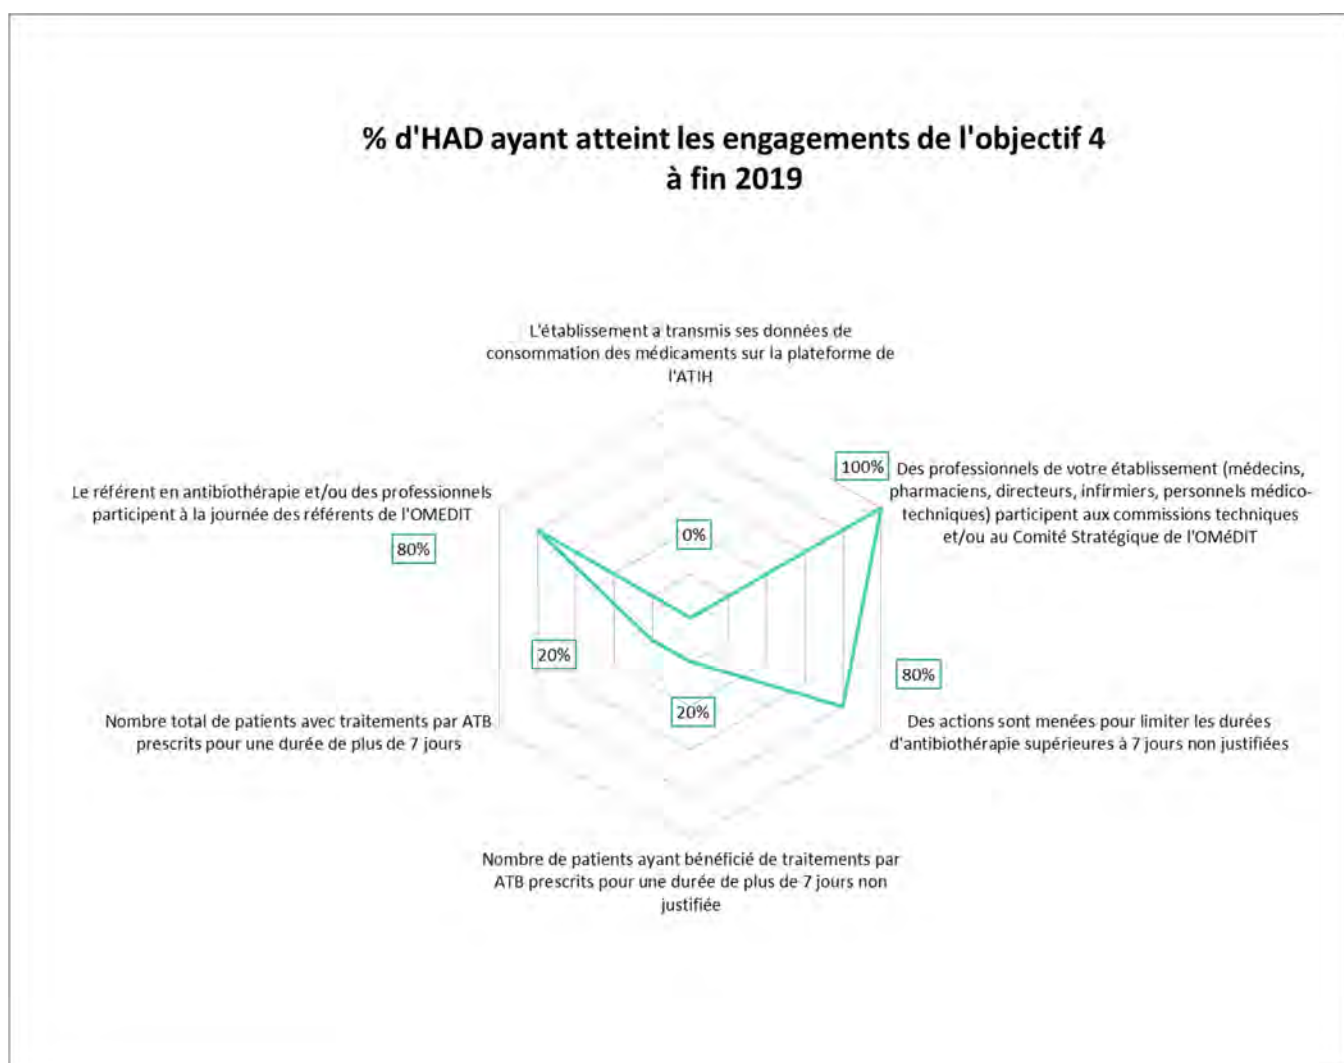 % d'HAD ayant atteint les engagements de l'objectif 4
à fin 2019
L'établissement a transmis ses données de
consommation des médicaments sur la plateforme de
l'ATIH
100%
Des professionnels de votre établissement (médecins,
pharmaciens, directeurs, infirmiers, personnels médico-
techniques) participent aux commissions techniques
et/ou au Comité Stratégique de l'OMéDIT
Le référent en antibiothérapie et/ou des professionnels
participent à la journée des référents de l'OMEDIT
80%
0%
20%
80%
20%
Nombre total de patients avec traitements par ATB
prescrits pour une durée de plus de 7 jours
Des actions sont menées pour limiter les durées
d'antibiothérapie supérieures à 7 jours non justifiées
Nombre de patients ayant bénéficié de traitements par
ATB prescrits pour une durée de plus de 7 jours non
justifiée